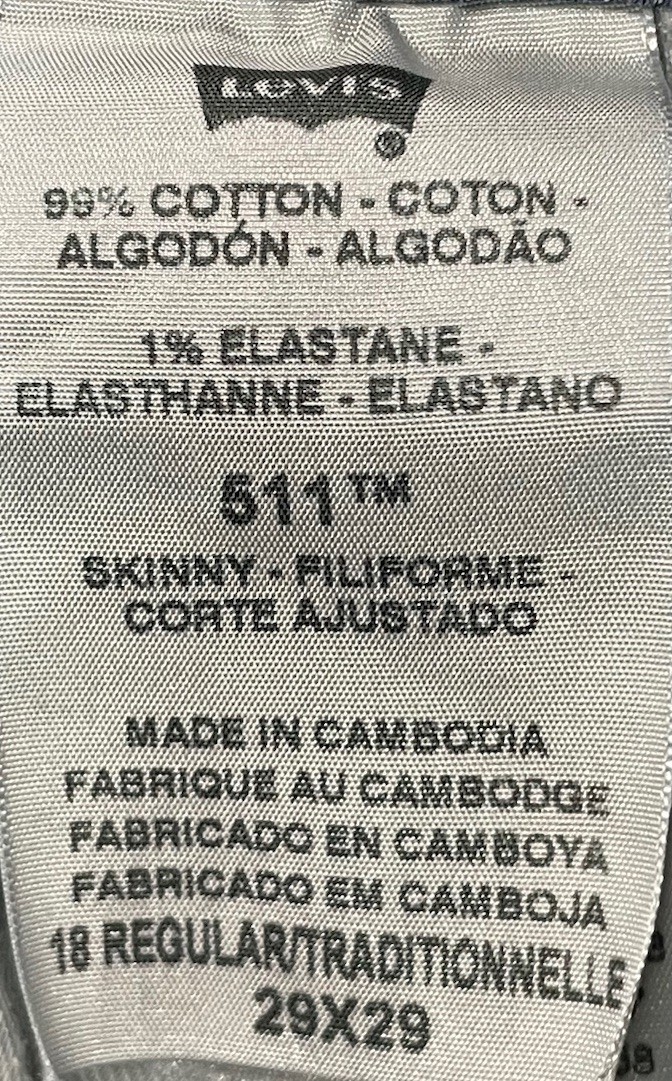 Levi's
99% COTTON - COTON -
ALGODÓN - ALGODÃO
1% ELASTANE -
ELASTHANNE - ELASTANO
511™
SKINNY - FILIFORME -
CORTE AJUSTADO
MADE IN CAMBODIA
FABRIQUE AU CAMBODGE
FABRICADO EN CAMBOYA
FABRICADO EM CAMBOJA
18 REGULAR/TRADITIONNELLE
29X29